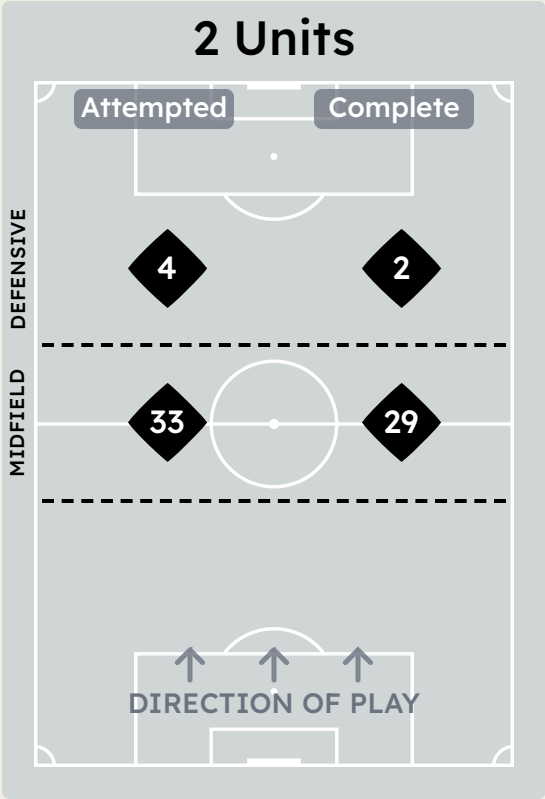 2 Units
Attempted
Complete
DEFENSIVE
4
2
MIDFIELD
33
29
DIRECTION OF PLAY